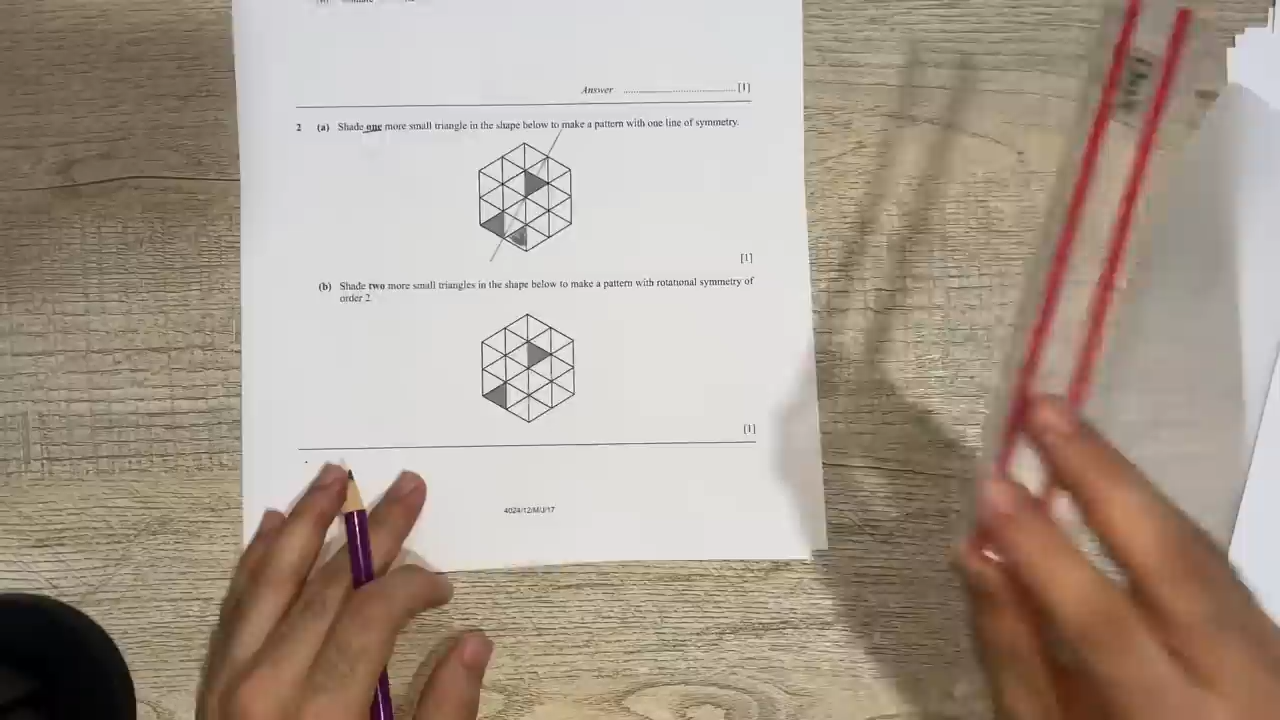 Answer ........................................ [1]
2 (a) Shade one more small triangle in the shape below to make a pattern with one line of symmetry.
[1]
(b) Shade two more small triangles in the shape below to make a pattern with rotational symmetry of
order 2.
[1]
4024/12/M/J/17